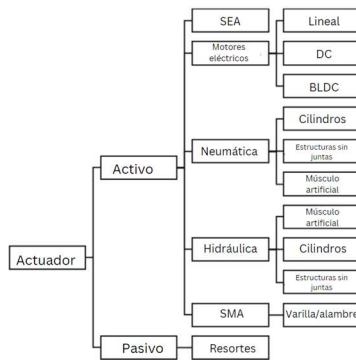 SEA
Lineal
Motores
eléctricos
DC
BLDC
Cilindros
Neumática
Estructuras sin
juntas
Activo
Músculo
artificial
Músculo
artificial
Actuador
Hidráulica
Cilindros
Estructuras sin
juntas
SMA
Varilla/alambre
Pasivo
Resortes